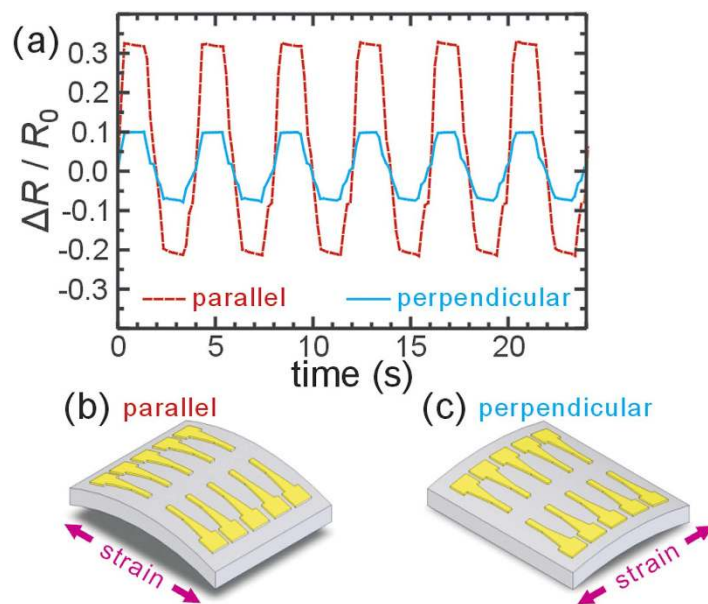 (a)
ΔR / R0
0.3
0.2
0.1
0.0
-0.1
-0.2
-0.3
parallel
perpendicular
0 5 10 15 20
time (s)
(b) parallel
(c) perpendicular
strain
strain